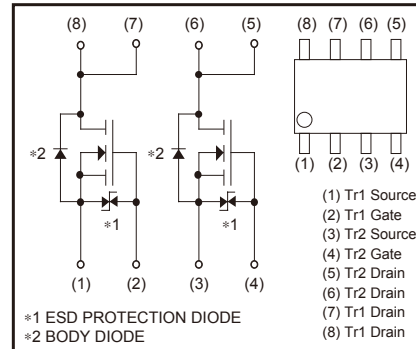 (8) (7) (6) (5)
*2 *2
*1 *1
(1) (2) (3) (4)
*1 ESD PROTECTION DIODE
*2 BODY DIODE
(8) (7) (6) (5)
(1) (2) (3) (4)
(1) Tr1 Source
(2) Tr1 Gate
(3) Tr2 Source
(4) Tr2 Gate
(5) Tr2 Drain
(6) Tr2 Drain
(7) Tr1 Drain
(8) Tr1 Drain